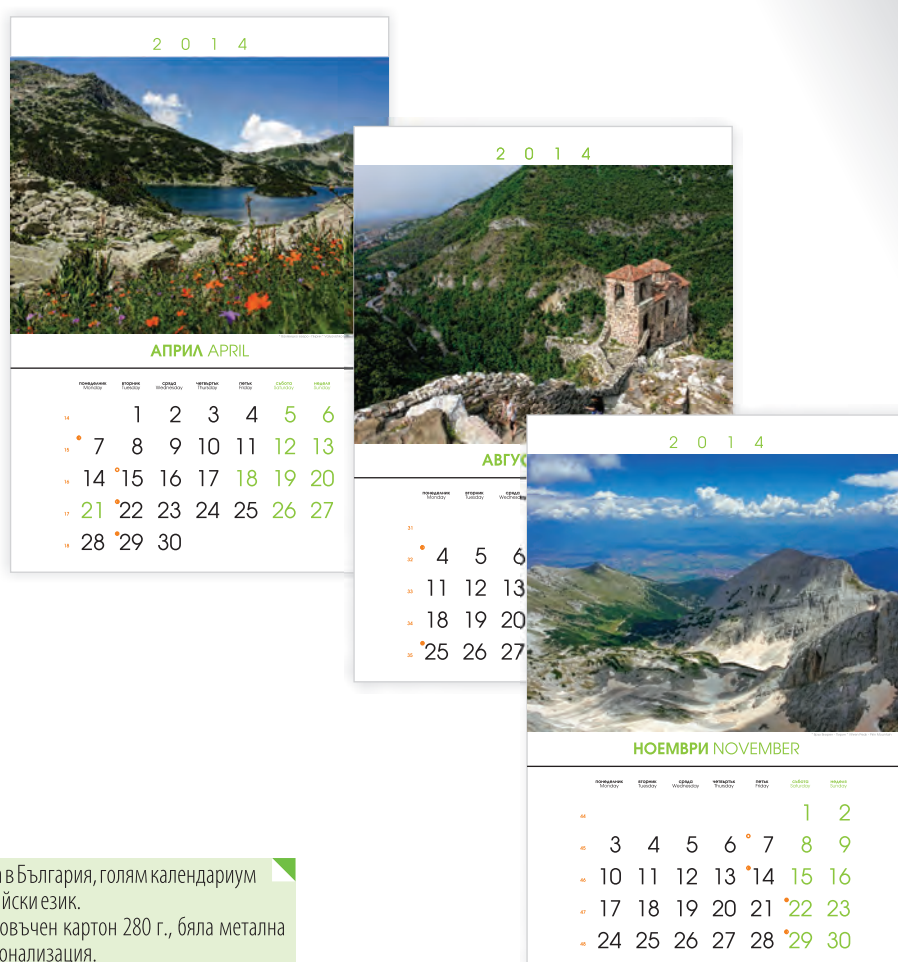 2 0 1 4
АПРИЛ APRIL
понеделник вторник сряда четвъртък петък събота неделя
Monday Tuesday Wednesday Thursday Friday Saturday Sunday
14 1 2 3 4 5 6
15 7 8 9 10 11 12 13
16 14 15 16 17 18 19 20
17 21 22 23 24 25 26 27
18 28 29 30
2 0 1 4
АВГУС
понеделник вторник сряда
Monday Tuesday Wednesday
31
32 4 5 6
33 11 12 13
34 18 19 20
35 25 26 27
2 0 1 4
НОЕМВРИ NOVEMBER
понеделник вторник сряда четвъртък петък събота неделя
Monday Tuesday Wednesday Thursday Friday Saturday Sunday
44 1 2
45 3 4 5 6 7 8 9
46 10 11 12 13 14 15 16
47 17 18 19 20 21 22 23
48 24 25 26 27 28 29 30
в България, голям календариум
йски език.
овъчен картон 280 г., бяла метална
онализация.